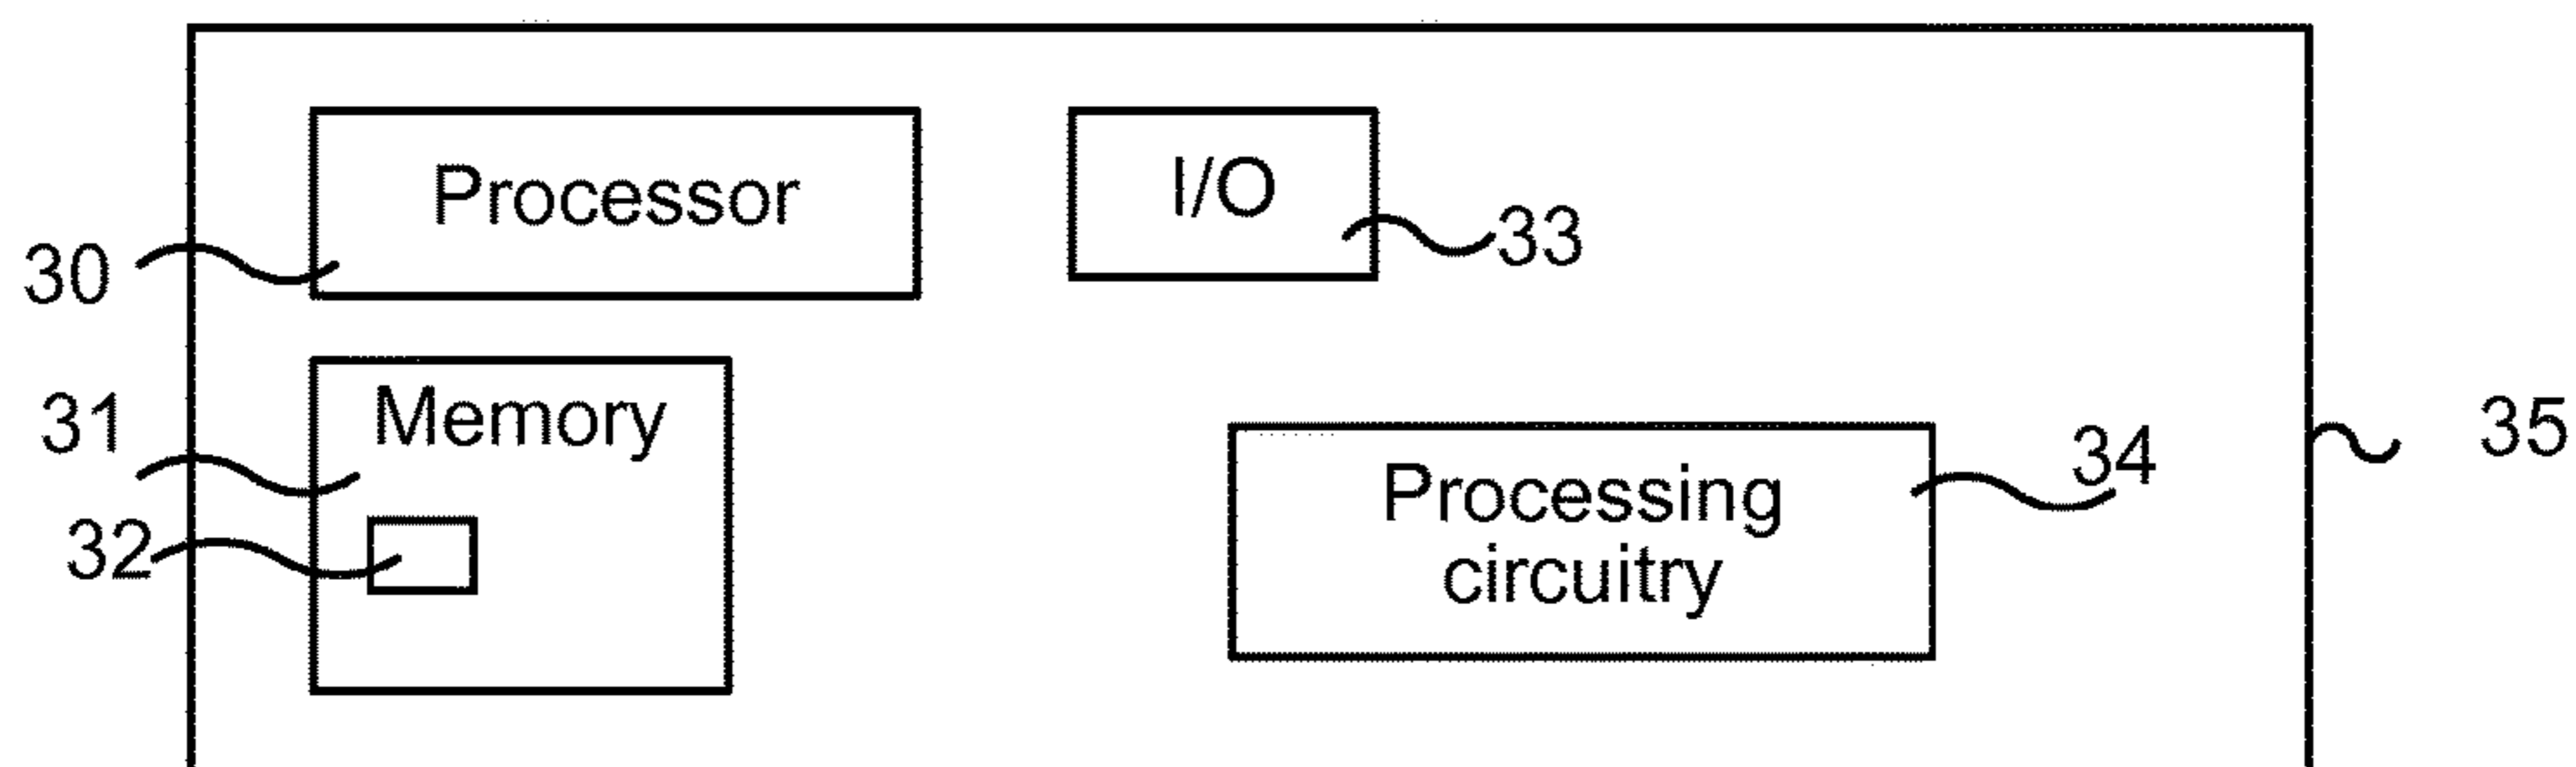 Processor
I/O
30
33
31
Memory
34
35
Processing
circuitry
32